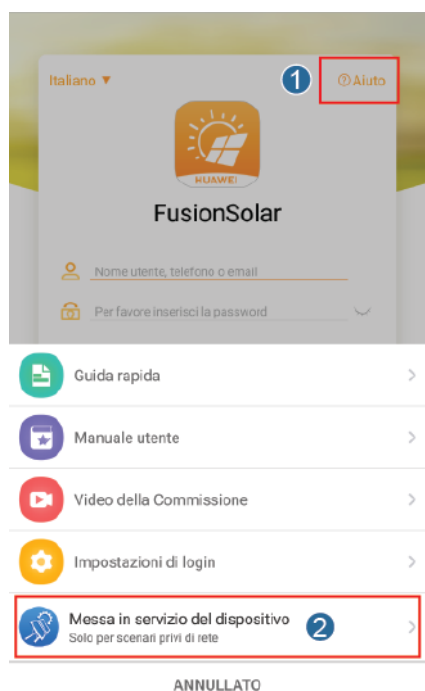 Italiano ▼
1
? Aiuto
HUAWEI
FusionSolar
Nome utente, telefono o email
Per favore inserisci la password
Guida rapida
Manuale utente
Video della Commissione
Impostazioni di login
Messa in servizio del dispositivo
Solo per scenari privi di rete
2
ANNULLATO